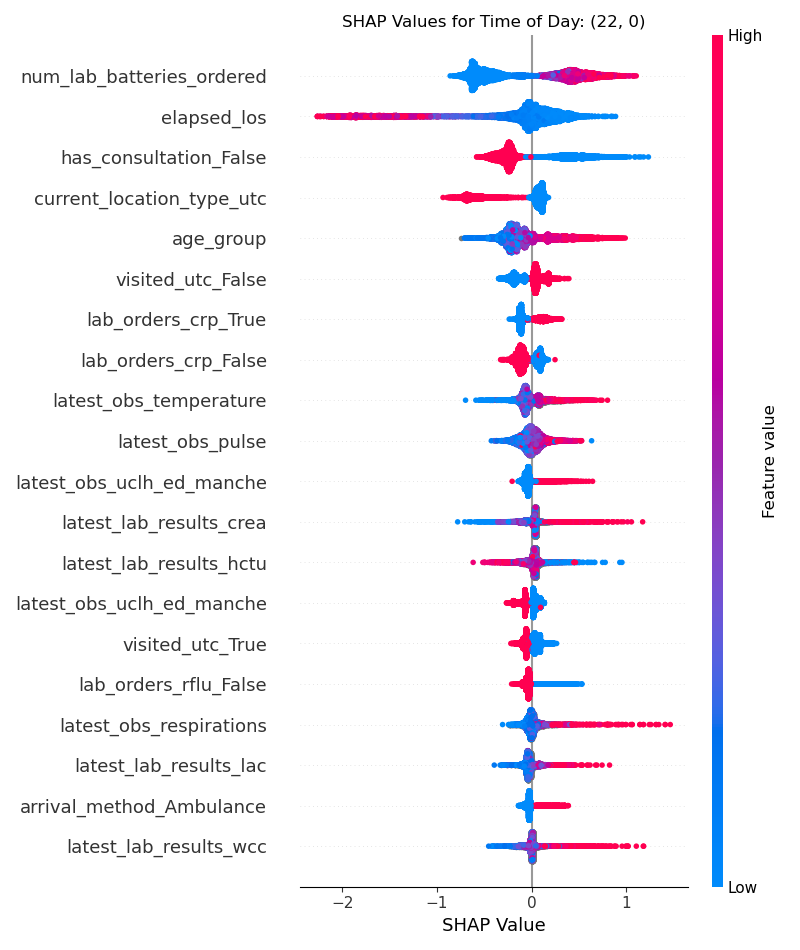 SHAP Values for Time of Day: (22, 0)
High
num_lab_batteries_ordered
elapsed_los
has_consultation_False
current_location_type_utc
age_group
visited_utc_False
lab_orders_crp_True
lab_orders_crp_False
latest_obs_temperature
latest_obs_pulse
latest_obs_uclh_ed_manche
latest_lab_results_crea
latest_lab_results_hctu
latest_obs_uclh_ed_manche
visited_utc_True
lab_orders_rflu_False
latest_obs_respirations
latest_lab_results_lac
arrival_method_Ambulance
latest_lab_results_wcc
Feature value
Low
−2 −1 0 1
SHAP Value